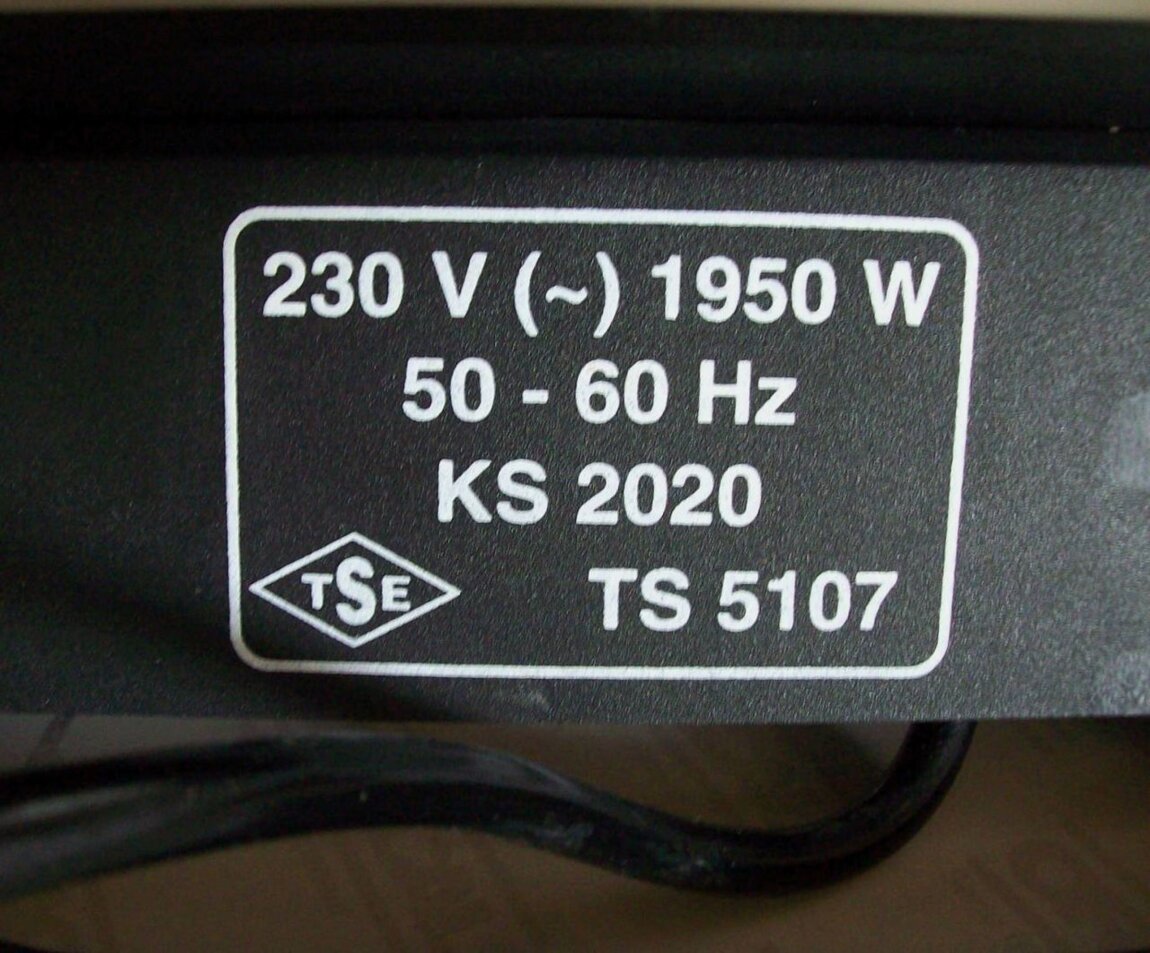 230 V (~) 1950 W
50 - 60 Hz
KS 2020
TSE TS 5107